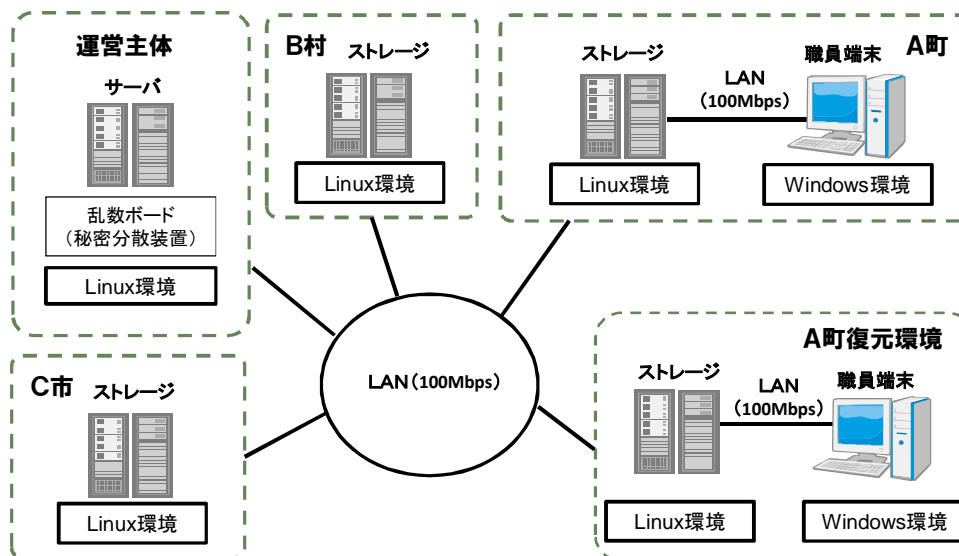 運営主体
サーバ
乱数ボード
（秘密分散装置）
Linux環境
B村
ストレージ
Linux環境
A町
ストレージ
LAN
（100Mbps）
職員端末
Linux環境
Windows環境
LAN（100Mbps）
C市
ストレージ
Linux環境
A町復元環境
ストレージ
LAN
（100Mbps）
職員端末
Linux環境
Windows環境